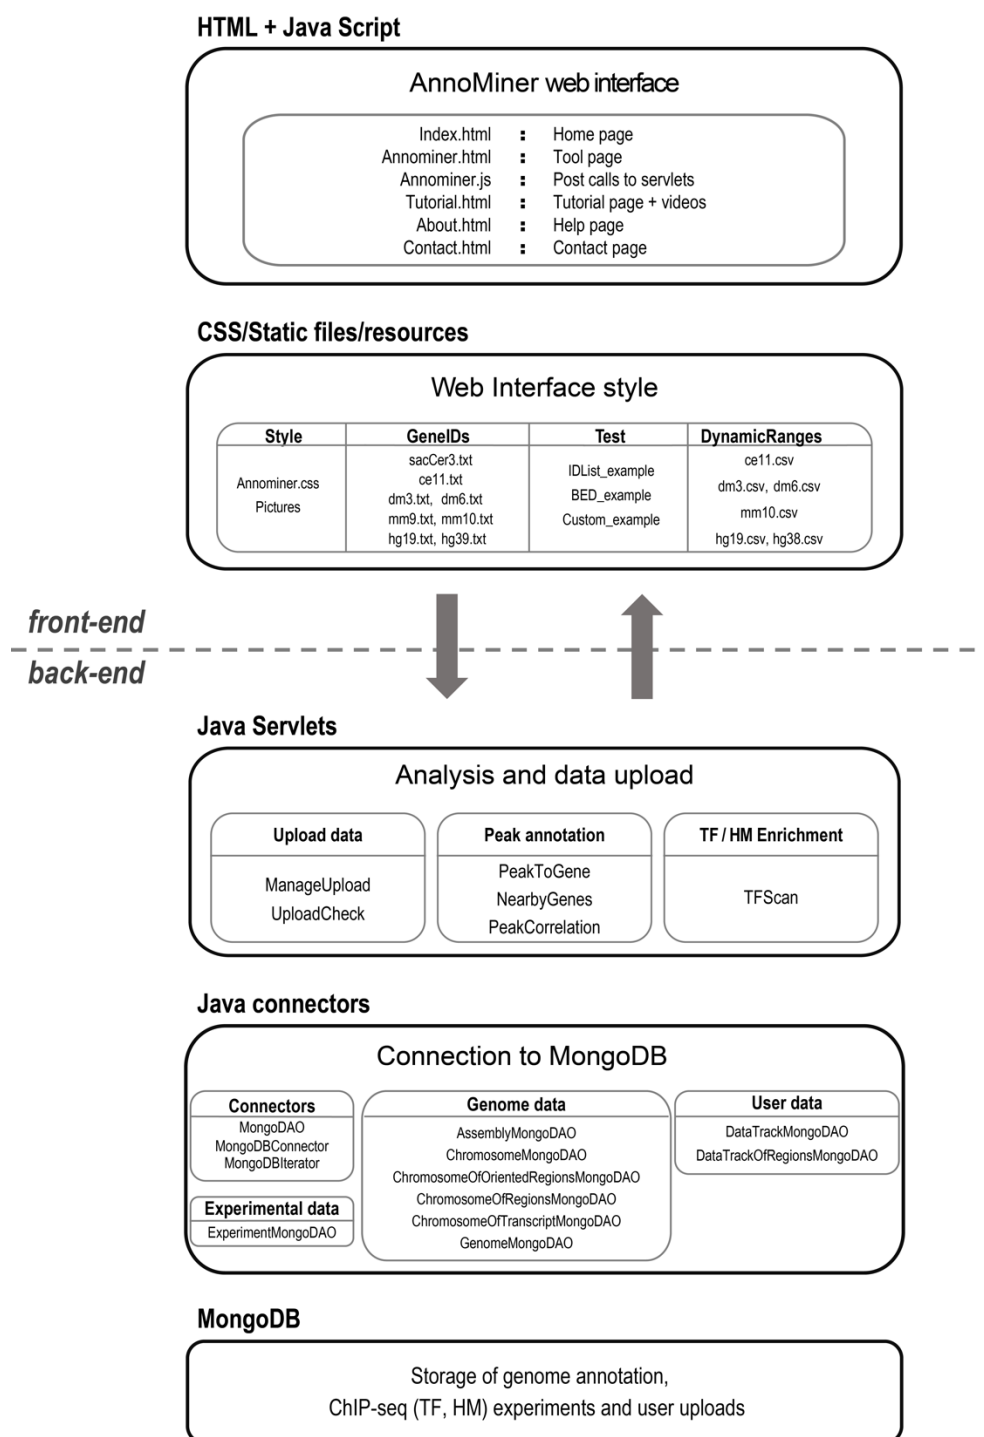 HTML + Java Script
AnnoMiner web interface
Index.html : Home page
Annominer.html : Tool page
Annominer.js : Post calls to servlets
Tutorial.html : Tutorial page + videos
About.html : Help page
Contact.html : Contact page
CSS/Static files/resources
Web Interface style
Style GeneIDs Test DynamicRanges
Annominer.css
Pictures
sacCer3.txt
ce11.txt
dm3.txt, dm6.txt
mm9.txt, mm10.txt
hg19.txt, hg39.txt
IDList_example
BED_example
Custom_example
ce11.csv
dm3.csv, dm6.csv
mm10.csv
hg19.csv, hg38.csv
front-end
back-end
Java Servlets
Analysis and data upload
Upload data
ManageUpload
UploadCheck
Peak annotation
PeakToGene
NearbyGenes
PeakCorrelation
TF / HM Enrichment
TFScan
Java connectors
Connection to MongoDB
Connectors
MongoDAO
MongoDBConnector
MongoDBIterator
Experimental data
ExperimentMongoDAO
Genome data
AssemblyMongoDAO
ChromosomeMongoDAO
ChromosomeOfOrientedRegionsMongoDAO
ChromosomeOfRegionsMongoDAO
ChromosomeOfTranscriptMongoDAO
GenomeMongoDAO
User data
DataTrackMongoDAO
DataTrackOfRegionsMongoDAO
MongoDB
Storage of genome annotation,
ChIP-seq (TF, HM) experiments and user uploads